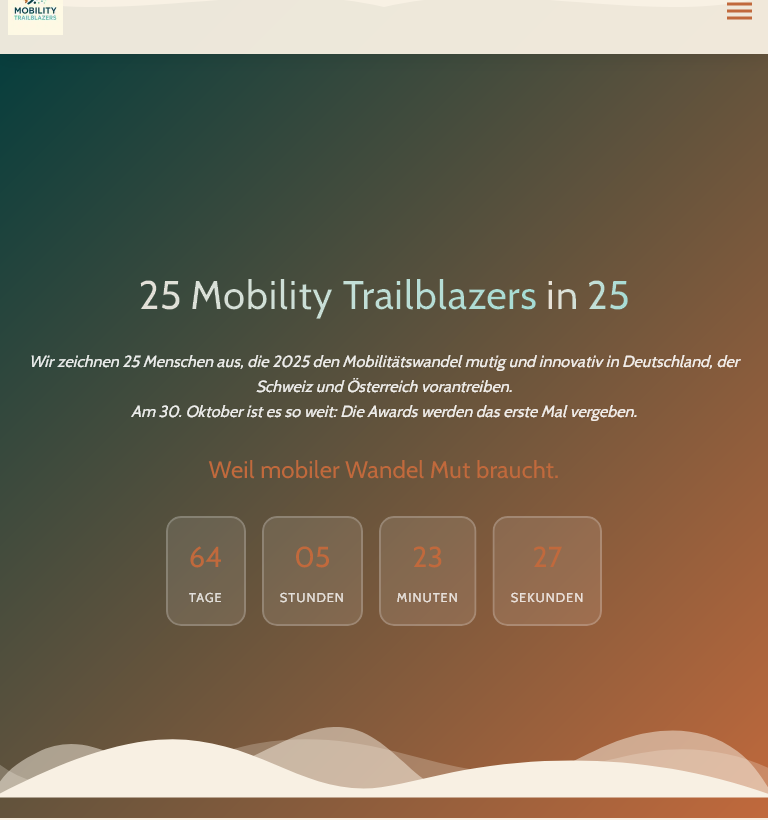 MOBILITY
TRAILBLAZERS
25 Mobility Trailblazers in 25
Wir zeichnen 25 Menschen aus, die 2025 den Mobilitätswandel mutig und innovativ in Deutschland, der
Schweiz und Österreich vorantreiben.
Am 30. Oktober ist es so weit: Die Awards werden das erste Mal vergeben.
Weil mobiler Wandel Mut braucht.
64 05 23 27
TAGE STUNDEN MINUTEN SEKUNDEN